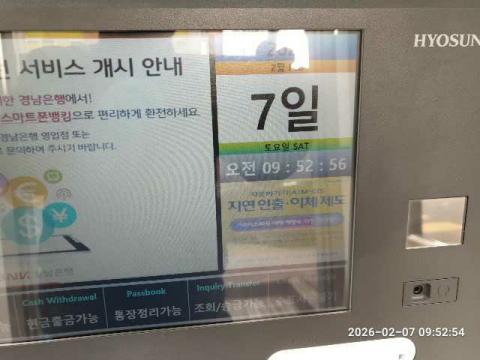 HYOSUN
서비스 개시 안내
경남은행에서!
스마트폰뱅킹으로 편리하게 환전하세요.
경남은행 영업점 또는
문의하여 주시기 바랍니다.
7일
토요일 SAT
오전 09:52:56
지연 인출·이체 제도
경남은행
Cash Withdrawal
Passbook
Inquiry/Transfer
현금출금가능
통장정리가능
조회/송금가능
2026-02-07 09:52:54